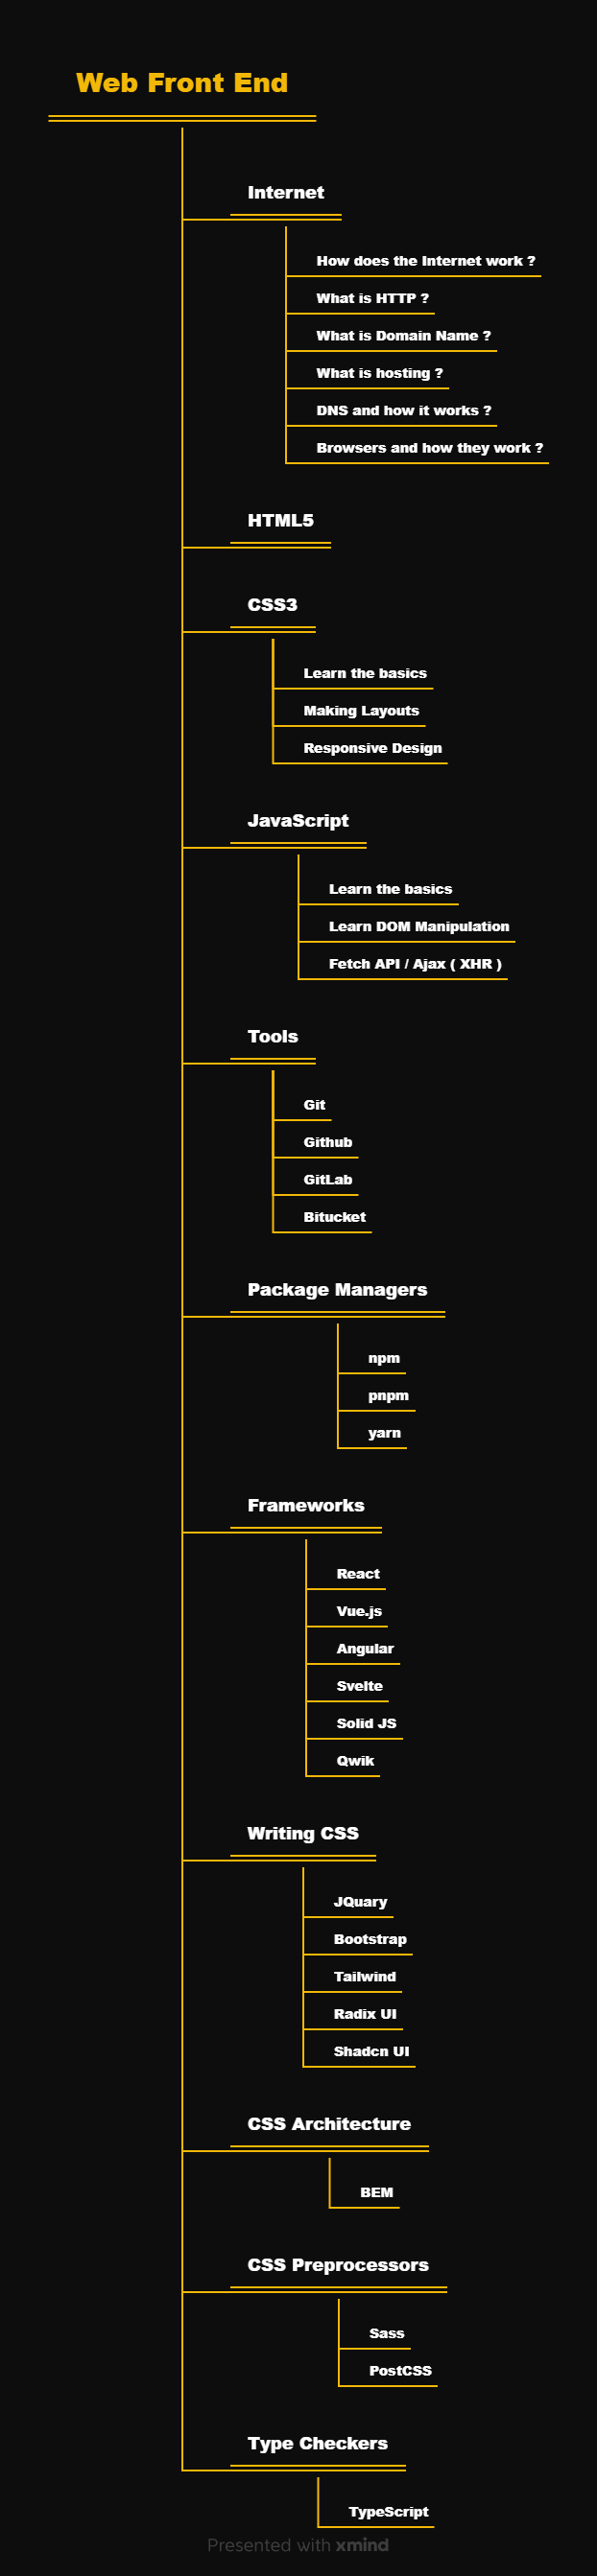 Web Front End
Internet
How does the Internet work ?
What is HTTP ?
What is Domain Name ?
What is hosting ?
DNS and how it works ?
Browsers and how they work ?
HTML5
CSS3
Learn the basics
Making Layouts
Responsive Design
JavaScript
Learn the basics
Learn DOM Manipulation
Fetch API / Ajax ( XHR )
Tools
Git
Github
GitLab
Bitucket
Package Managers
npm
pnpm
yarn
Frameworks
React
Vue.js
Angular
Svelte
Solid JS
Qwik
Writing CSS
JQuary
Bootstrap
Tailwind
Radix UI
Shadcn UI
CSS Architecture
BEM
CSS Preprocessors
Sass
PostCSS
Type Checkers
TypeScript
Presented with xmind